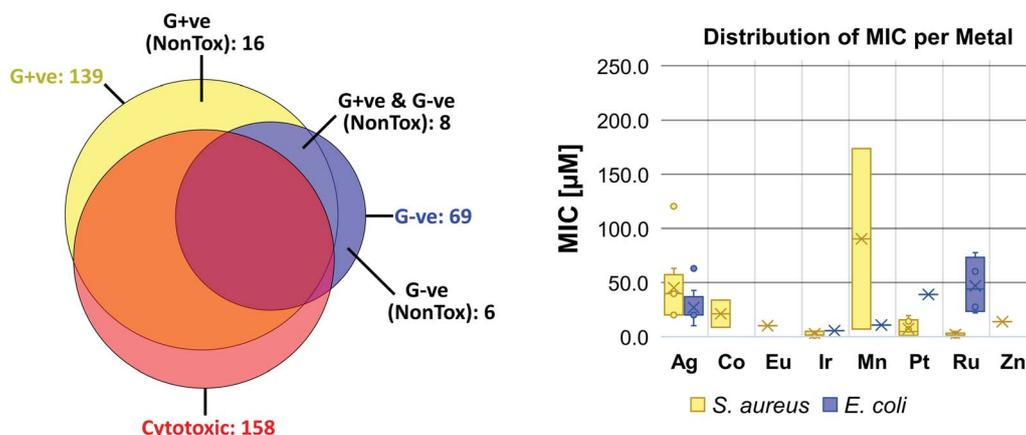 G+ve
(NonTox): 16
G+ve: 139
G+ve & G-ve
(NonTox): 8
G-ve: 69
G-ve
(NonTox): 6
Cytotoxic: 158
Distribution of MIC per Metal
MIC [µM]
250.0
200.0
150.0
100.0
50.0
0.0
Ag Co Eu Ir Mn Pt Ru Zn
S. aureus E. coli